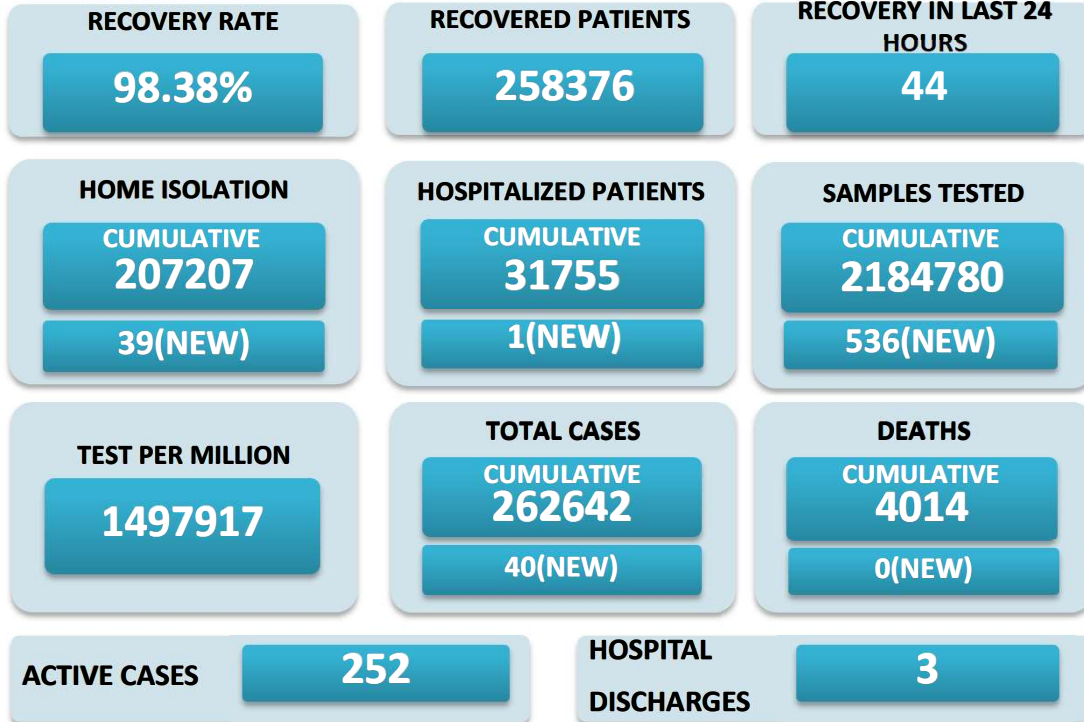 RECOVERY RATE
98.38%
RECOVERED PATIENTS
258376
RECOVERY IN LAST 24
HOURS
44
HOME ISOLATION
CUMULATIVE
207207
39(NEW)
HOSPITALIZED PATIENTS
CUMULATIVE
31755
1(NEW)
SAMPLES TESTED
CUMULATIVE
2184780
536(NEW)
TEST PER MILLION
1497917
TOTAL CASES
CUMULATIVE
262642
40(NEW)
DEATHS
CUMULATIVE
4014
0(NEW)
ACTIVE CASES
252
HOSPITAL
DISCHARGES
3